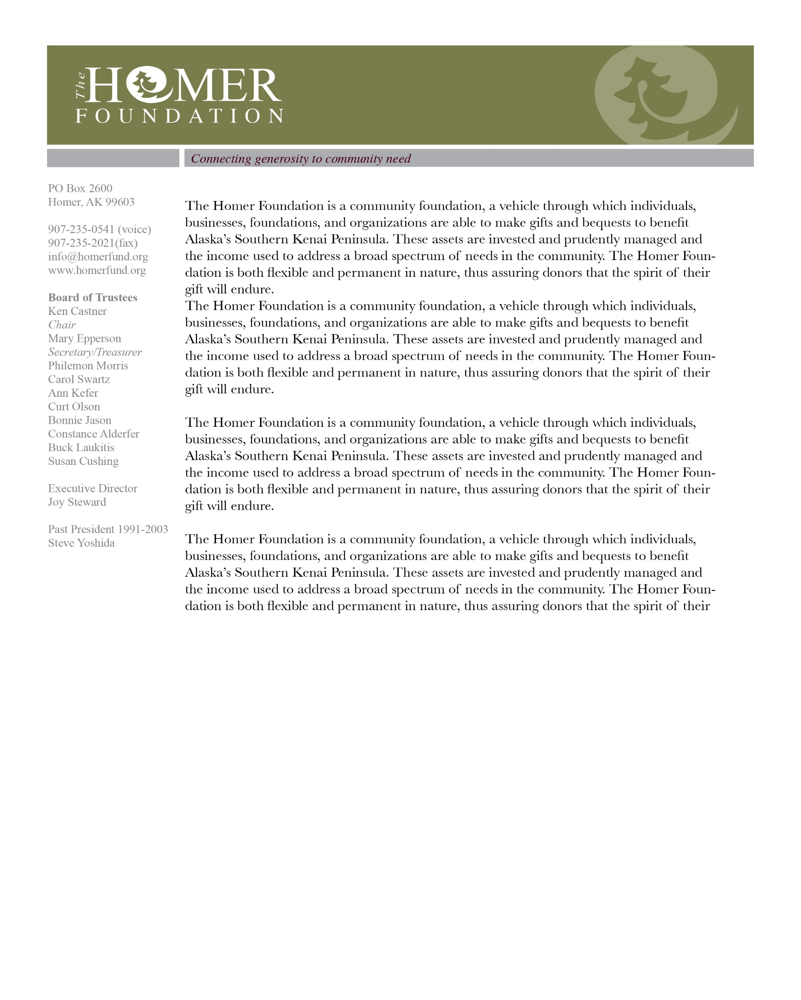 The HOMER
FOUNDATION
Connecting generosity to community need
PO Box 2600
Homer, AK 99603
907-235-0541 (voice)
907-235-2021(fax)
info@homerfund.org
www.homerfund.org
Board of Trustees
Ken Castner
Chair
Mary Epperson
Secretary/Treasurer
Philemon Morris
Carol Swartz
Ann Kefer
Curt Olson
Bonnie Jason
Constance Alderfer
Buck Laukitis
Susan Cushing
Executive Director
Joy Steward
Past President 1991-2003
Steve Yoshida
The Homer Foundation is a community foundation, a vehicle through which individuals,
businesses, foundations, and organizations are able to make gifts and bequests to benefit
Alaska’s Southern Kenai Peninsula. These assets are invested and prudently managed and
the income used to address a broad spectrum of needs in the community. The Homer Foun-
dation is both flexible and permanent in nature, thus assuring donors that the spirit of their
gift will endure.
The Homer Foundation is a community foundation, a vehicle through which individuals,
businesses, foundations, and organizations are able to make gifts and bequests to benefit
Alaska’s Southern Kenai Peninsula. These assets are invested and prudently managed and
the income used to address a broad spectrum of needs in the community. The Homer Foun-
dation is both flexible and permanent in nature, thus assuring donors that the spirit of their
gift will endure.
The Homer Foundation is a community foundation, a vehicle through which individuals,
businesses, foundations, and organizations are able to make gifts and bequests to benefit
Alaska’s Southern Kenai Peninsula. These assets are invested and prudently managed and
the income used to address a broad spectrum of needs in the community. The Homer Foun-
dation is both flexible and permanent in nature, thus assuring donors that the spirit of their
gift will endure.
The Homer Foundation is a community foundation, a vehicle through which individuals,
businesses, foundations, and organizations are able to make gifts and bequests to benefit
Alaska’s Southern Kenai Peninsula. These assets are invested and prudently managed and
the income used to address a broad spectrum of needs in the community. The Homer Foun-
dation is both flexible and permanent in nature, thus assuring donors that the spirit of their